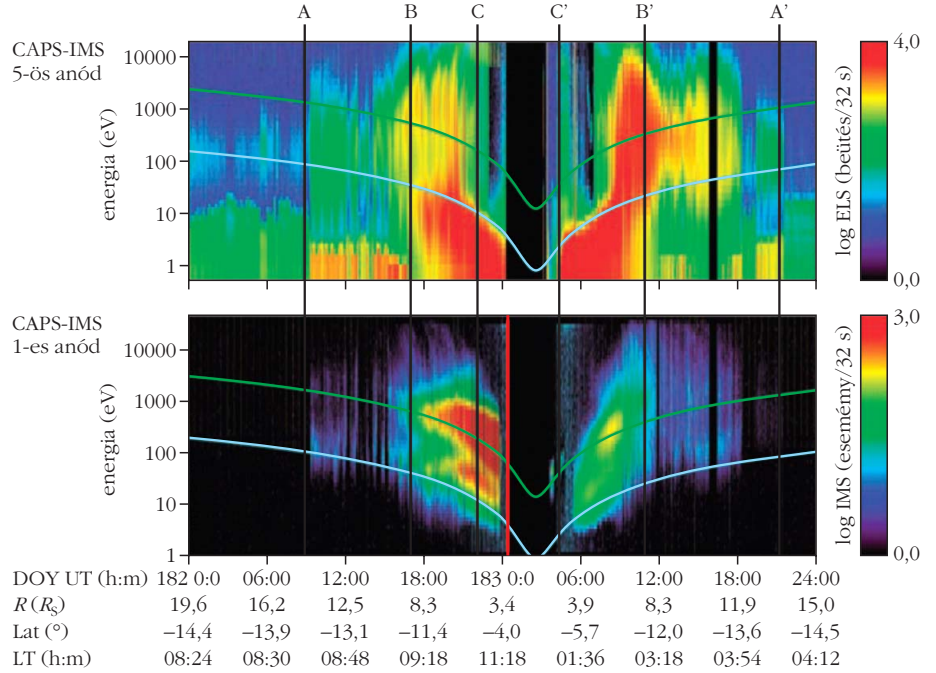 A B C C’ B’ A’
CAPS-IMS
5-ös anód
energia (eV)
10000
1000
100
10
1
4,0
log ELS (beütés/32 s)
0,0
CAPS-IMS
1-es anód
energia (eV)
10000
1000
100
10
1
3,0
log IMS (esemémy/32 s)
0,0
DOY UT (h:m) 182 0:0 06:00 12:00 18:00 183 0:0 06:00 12:00 18:00 24:00
R (RS) 19,6 16,2 12,5 8,3 3,4 3,9 8,3 11,9 15,0
Lat (°) –14,4 –13,9 –13,1 –11,4 –4,0 –5,7 –12,0 –13,6 –14,5
LT (h:m) 08:24 08:30 08:48 09:18 11:18 01:36 03:18 03:54 04:12